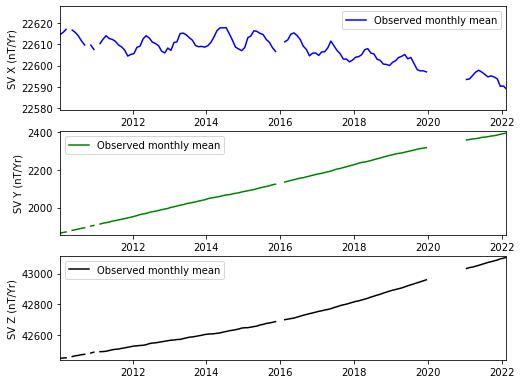 22620
22610
22600
22590
22580
SV X (nT/Yr)
Observed monthly mean
2012 2014 2016 2018 2020 2022
2400
2200
2000
SV Y (nT/Yr)
Observed monthly mean
2012 2014 2016 2018 2020 2022
43000
42800
42600
SV Z (nT/Yr)
Observed monthly mean
2012 2014 2016 2018 2020 2022